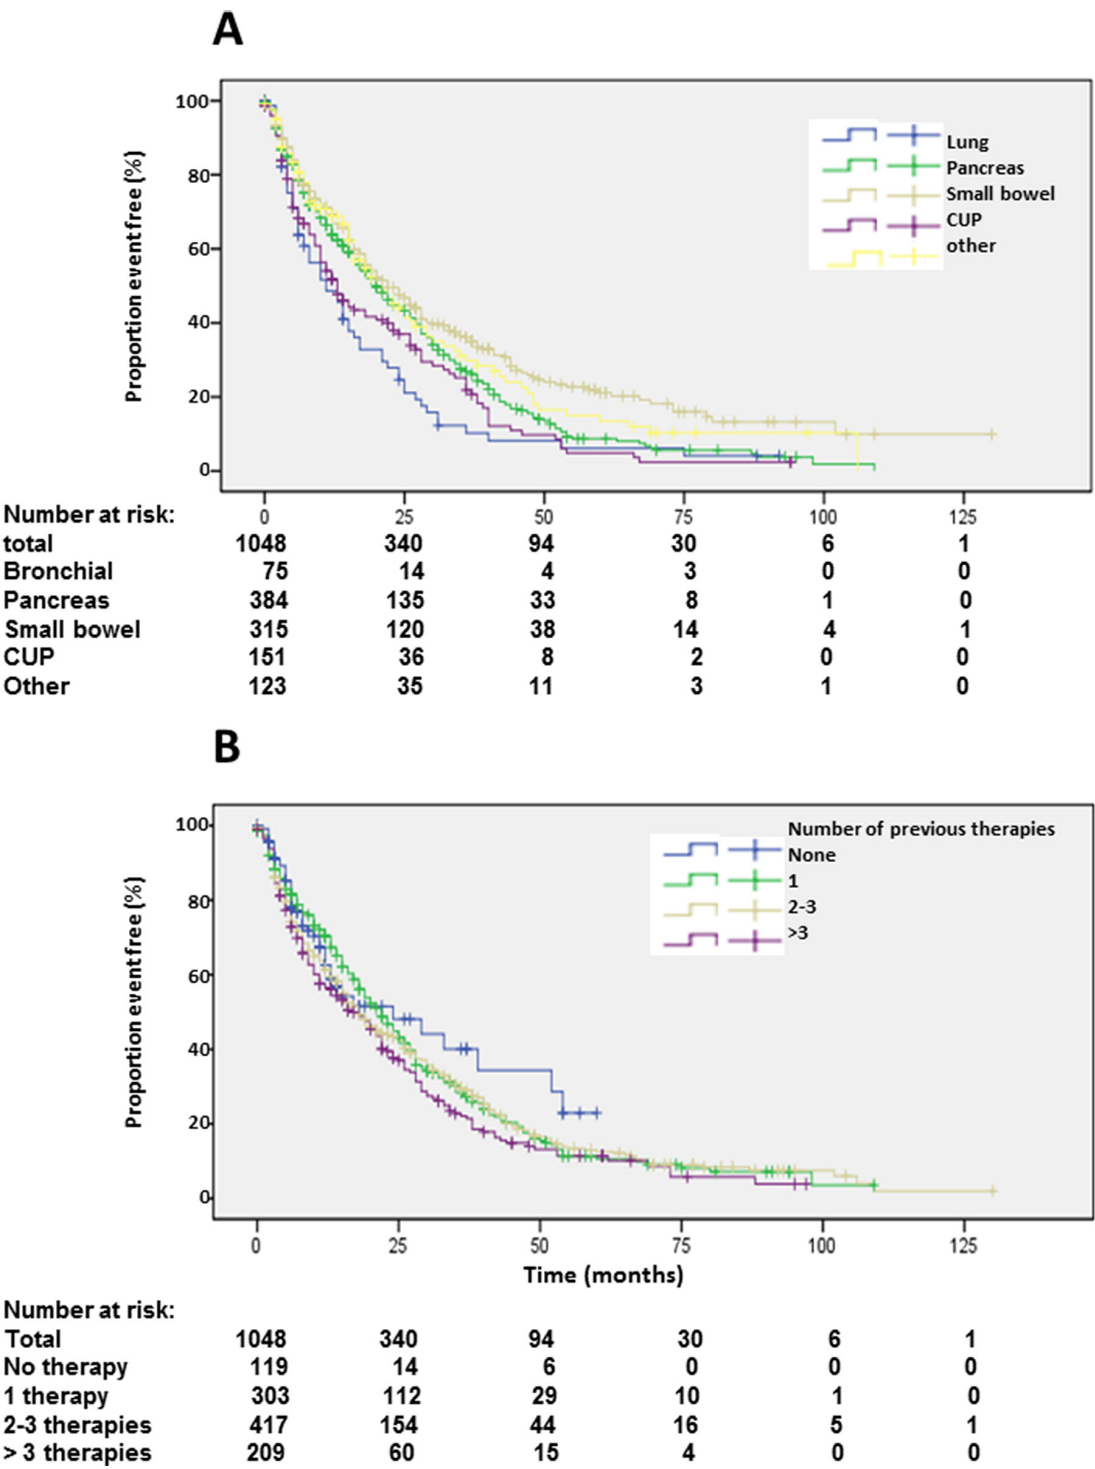 A
Proportion event free (%)
100
80
60
40
20
0
Lung
Pancreas
Small bowel
CUP
other
0 25 50 75 100 125
Number at risk:
total 1048 340 94 30 6 1
Bronchial 75 14 4 3 0 0
Pancreas 384 135 33 8 1 0
Small bowel 315 120 38 14 4 1
CUP 151 36 8 2 0 0
Other 123 35 11 3 1 0
B
Proportion event free (%)
100
80
60
40
20
0
Number of previous therapies
None
1
2-3
>3
0 25 50 75 100 125
Time (months)
Number at risk:
Total 1048 340 94 30 6 1
No therapy 119 14 6 0 0 0
1 therapy 303 112 29 10 1 0
2-3 therapies 417 154 44 16 5 1
> 3 therapies 209 60 15 4 0 0